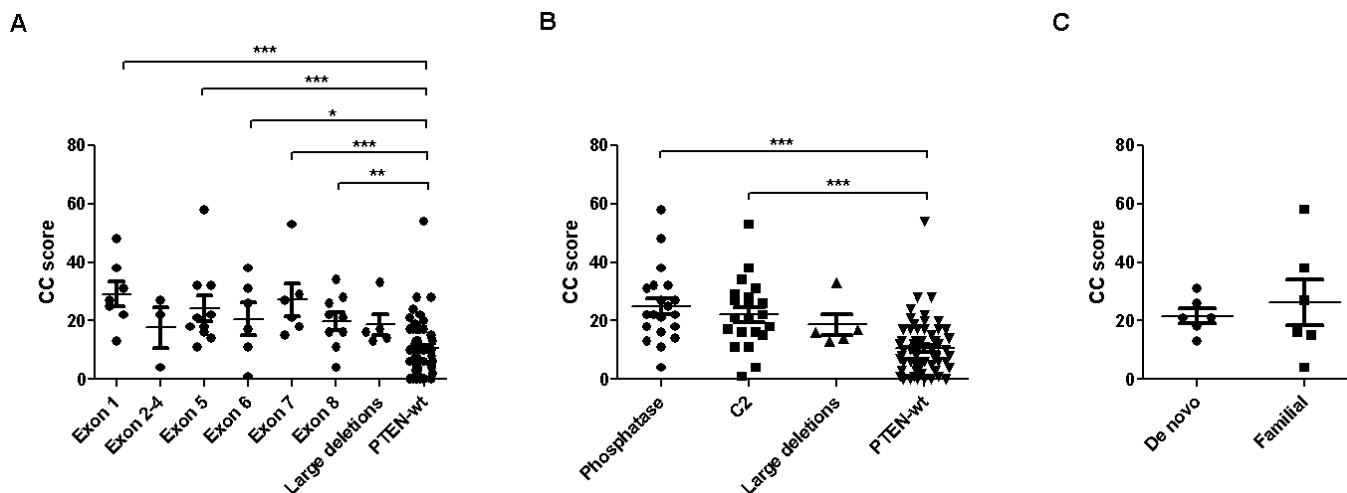 A
***
***
*
***
**
CC score
80
60
40
20
0
Exon 1
Exon 2-4
Exon 5
Exon 6
Exon 7
Exon 8
Large deletions
PTEN-wt
B
***
***
CC score
80
60
40
20
0
Phosphatase
C2
Large deletions
PTEN-wt
C
CC score
80
60
40
20
0
De novo
Familial